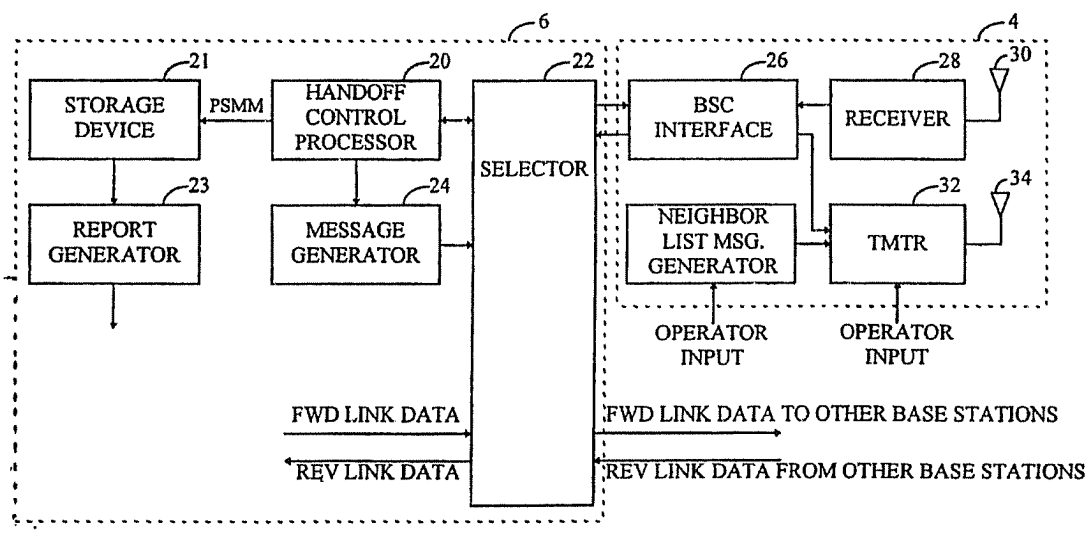 6
4
21
20
22
26
28
30
STORAGE
DEVICE
PSMM
HANDOFF
CONTROL
PROCESSOR
SELECTOR
BSC
INTERFACE
RECEIVER
23
24
32
34
REPORT
GENERATOR
MESSAGE
GENERATOR
NEIGHBOR
LIST MSG.
GENERATOR
TMTR
OPERATOR
INPUT
OPERATOR
INPUT
FWD LINK DATA
FWD LINK DATA TO OTHER BASE STATIONS
REV LINK DATA
REV LINK DATA FROM OTHER BASE STATIONS